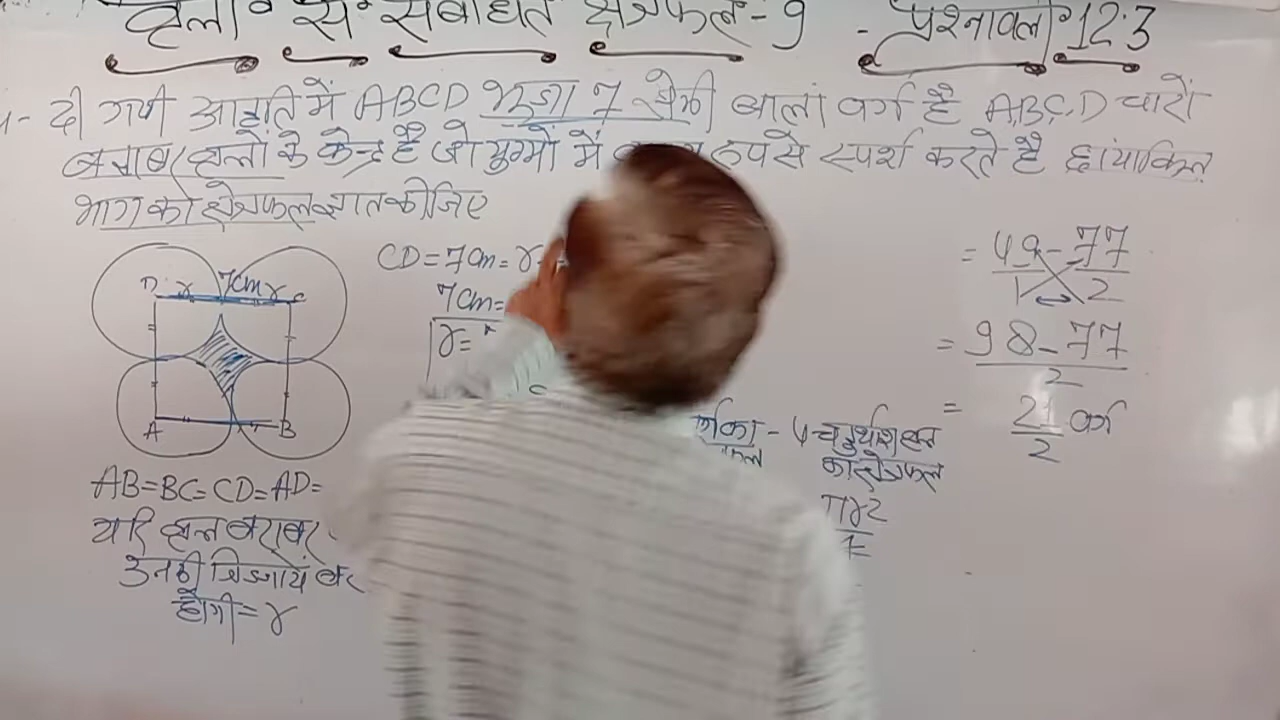 से संबंधित क्षेत्रफल-9 - प्रश्नावली 12.3
दी गयी आकृति में ABCD भुजा 7 सेमी वाला वर्ग है A,B,C,D चारों
बराबर वृत्तों के केन्द्र है जो युग्मों में रूप से स्पर्श करते है छायांकित
भाग को क्षेत्रफल ज्ञात कीजिए
D r 7cm r C
A B
AB=BC=CD=AD=
यदि वृत्त बराबर
उनकी त्रिज्यायें
होगी = r
CD=7cm=r
7cm=
r=
- 4 चतुर्थांश वृत्त
का क्षेत्रफल
πr2
= 49 - 77
1 2
= 98-77
2
= 21 वर्ग
2